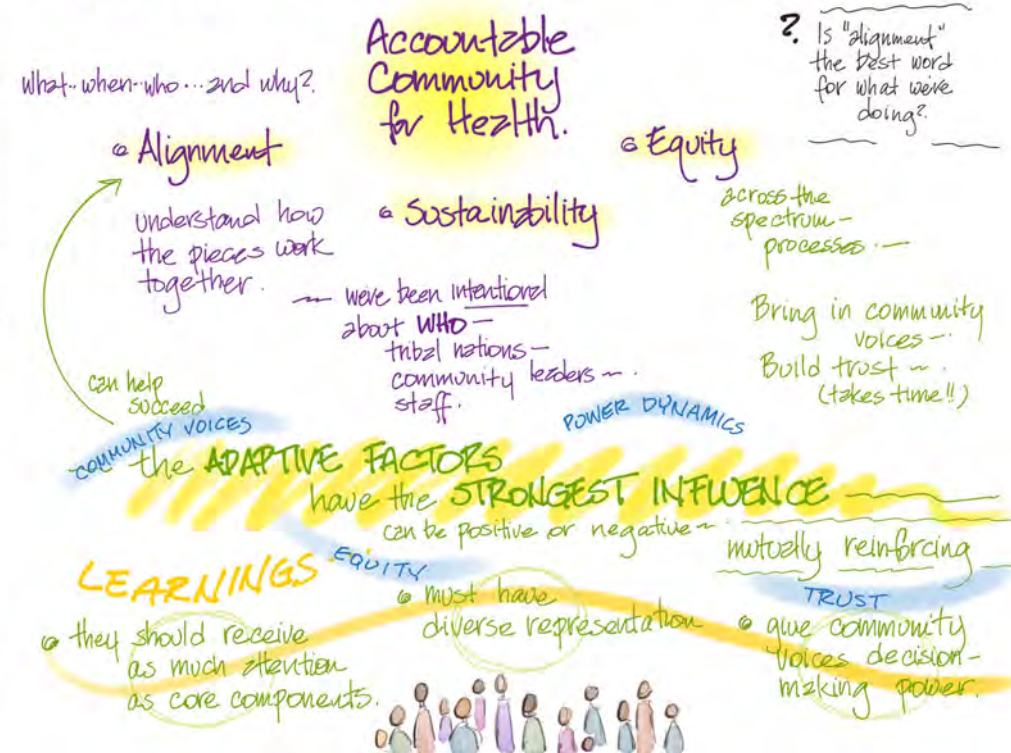 Accountable
Community
for Health.
what-when-who...and why?
Alignment
understand how
the pieces work
together.
Sustainability
we've been intentional
about WHO -
tribal nations -
community leaders -
staff.
Equity
across the
spectrum -
processes. -
Bring in community
voices -
Build trust -
(takes time!!)
?. Is "alignment"
the best word
for what we're
doing?
can help
succeed
COMMUNITY VOICES
POWER DYNAMICS
- the ADAPTIVE FACTORS
have the STRONGEST INFLUENCE
can be positive or negative -
mutually reinforcing
EQUITY
TRUST
LEARNINGS
they should receive
as much attention
as core components.
must have
diverse representation
give community
voices decision-
making power.